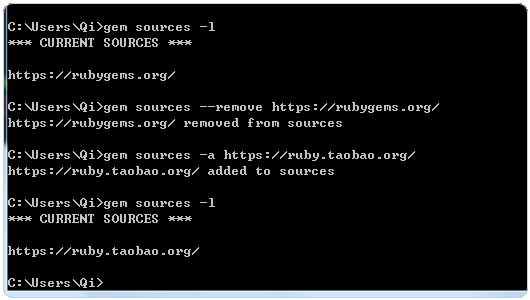 C:\Users\Qi>gem sources -l
*** CURRENT SOURCES ***
https://rubygems.org/
C:\Users\Qi>gem sources --remove https://rubygems.org/
https://rubygems.org/ removed from sources
C:\Users\Qi>gem sources -a https://ruby.taobao.org/
https://ruby.taobao.org/ added to sources
C:\Users\Qi>gem sources -l
*** CURRENT SOURCES ***
https://ruby.taobao.org/
C:\Users\Qi>